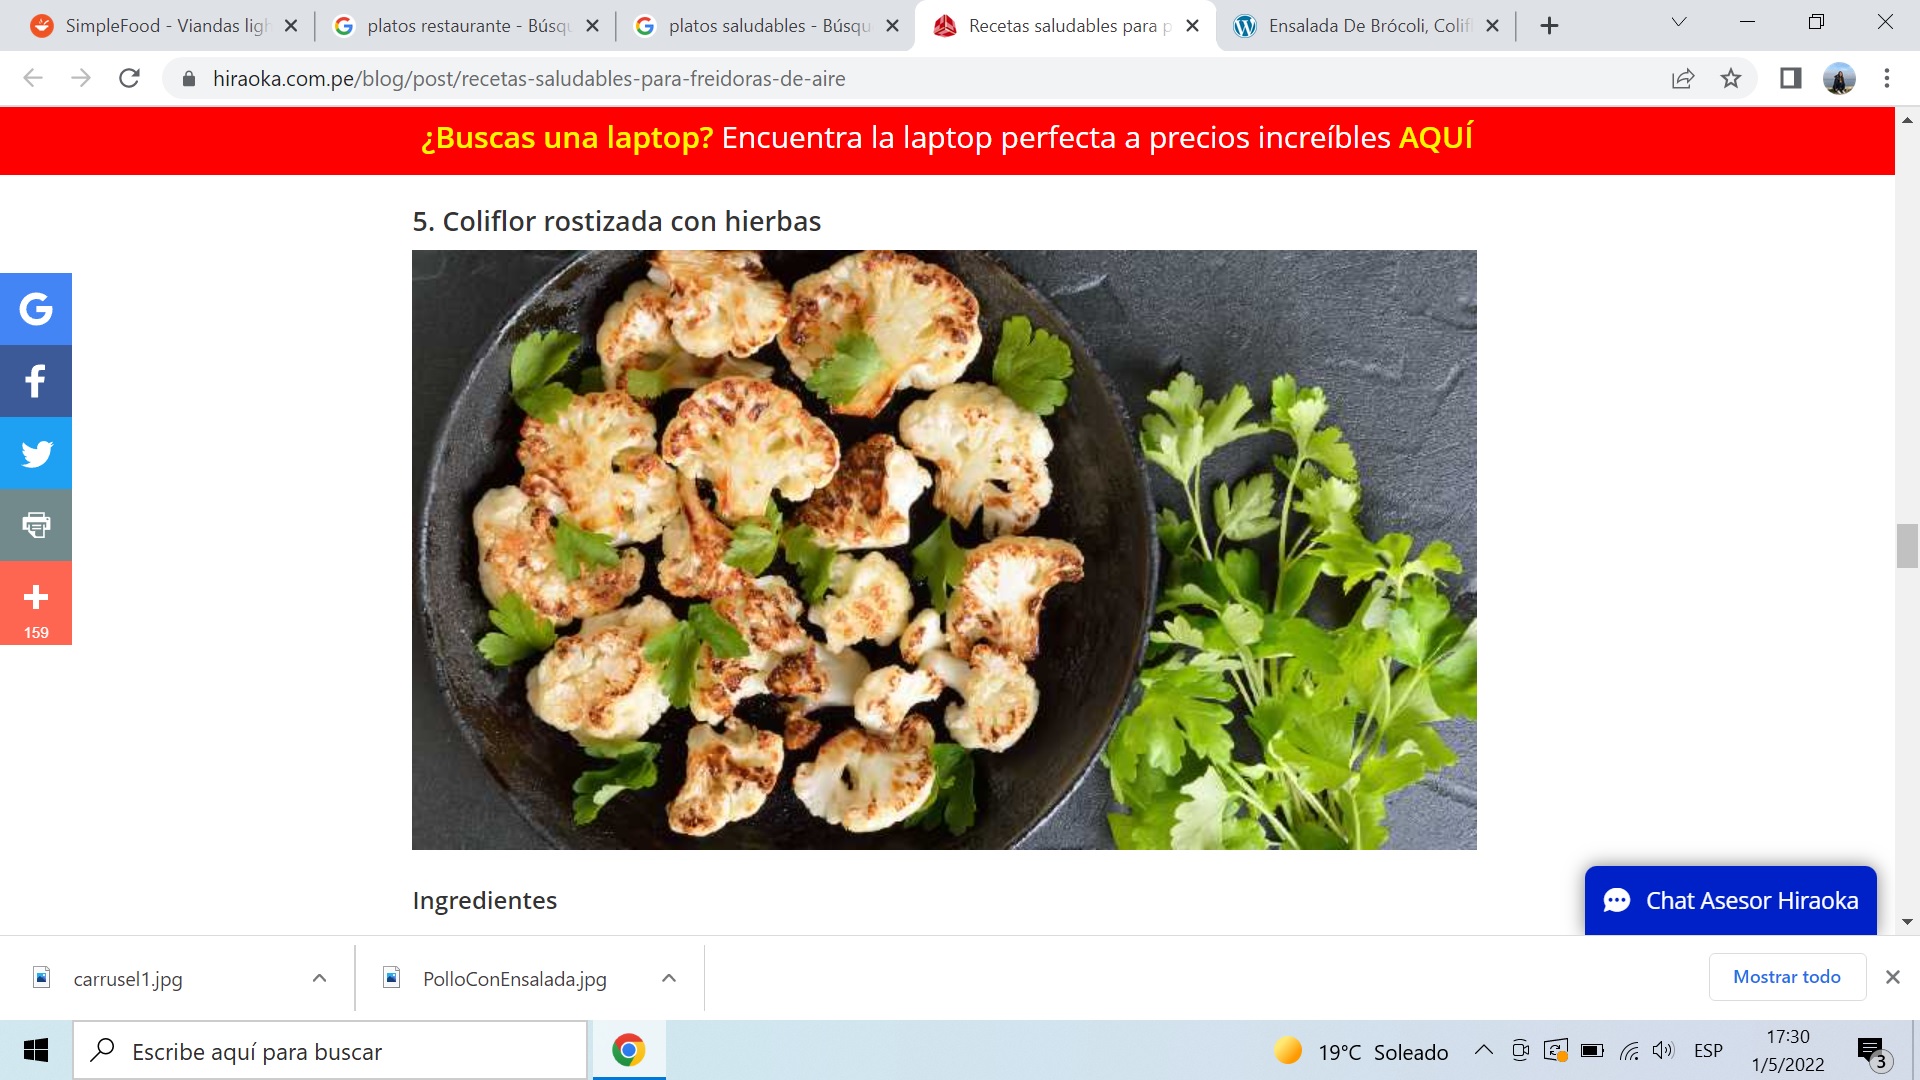 SimpleFood - Viandas ligh
platos restaurante - Búsqu
platos saludables - Búsque
Recetas saludables para p
Ensalada De Brócoli, Colifl
hiraoka.com.pe/blog/post/recetas-saludables-para-freidoras-de-aire
¿Buscas una laptop? Encuentra la laptop perfecta a precios increíbles AQUÍ
5. Coliflor rostizada con hierbas
159
Ingredientes
Chat Asesor Hiraoka
carrusel1.jpg
PolloConEnsalada.jpg
Mostrar todo
Escribe aquí para buscar
19°C Soleado
ESP
17:30
1/5/2022
3